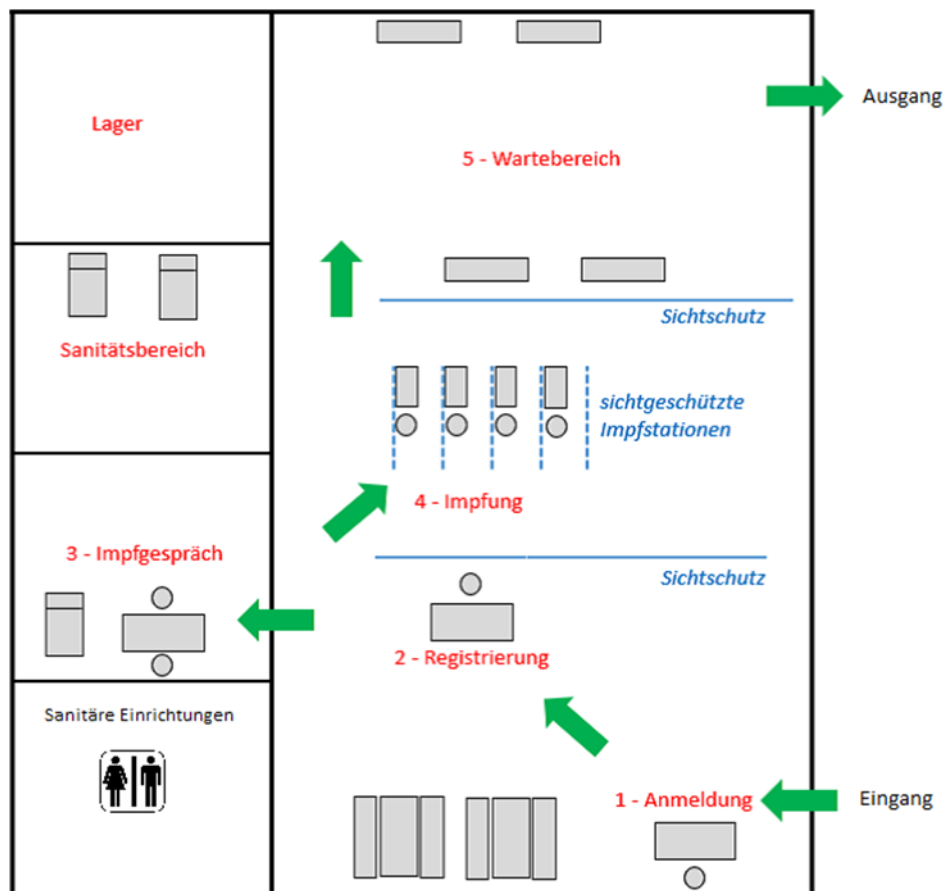 Lager
Ausgang
5 - Wartebereich
Sichtschutz
Sanitätsbereich
sichtgeschützte
Impfstationen
4 - Impfung
3 - Impfgespräch
Sichtschutz
2 - Registrierung
Sanitäre Einrichtungen
1 - Anmeldung
Eingang